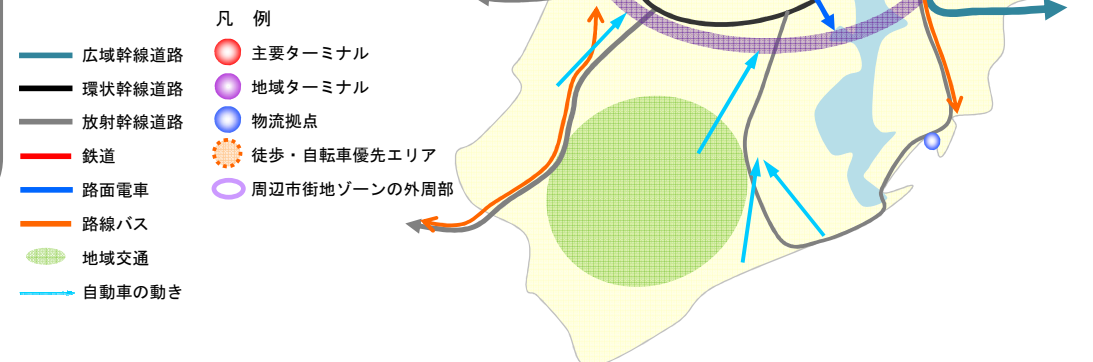 凡 例
広域幹線道路
環状幹線道路
放射幹線道路
鉄道
路面電車
路線バス
地域交通
自動車の動き
主要ターミナル
地域ターミナル
物流拠点
徒歩・自転車優先エリア
周辺市街地ゾーンの外周部